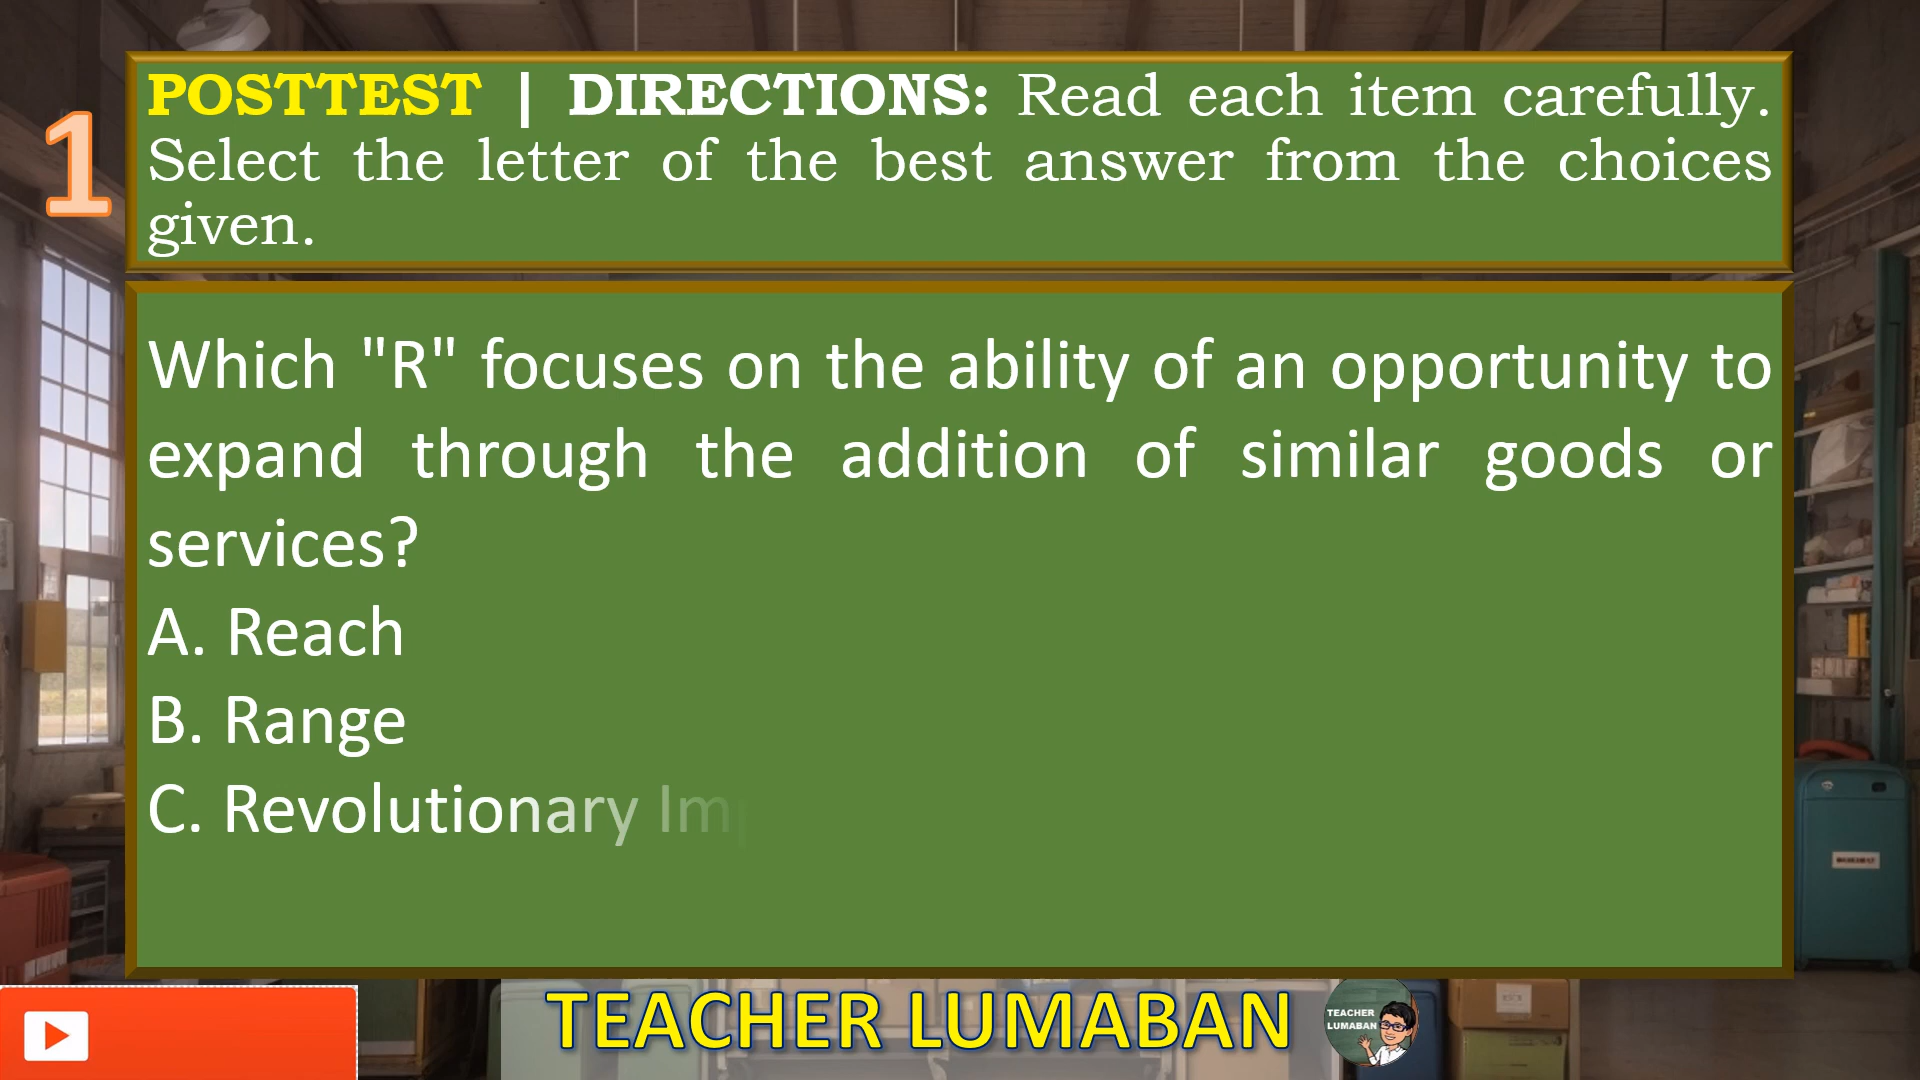 1
POSTTEST | DIRECTIONS: Read each item carefully.
Select the letter of the best answer from the choices
given.
Which "R" focuses on the ability of an opportunity to
expand through the addition of similar goods or
services?
A. Reach
B. Range
C. Revolutionary Im
TEACHER LUMABAN
TEACHER
LUMABAN